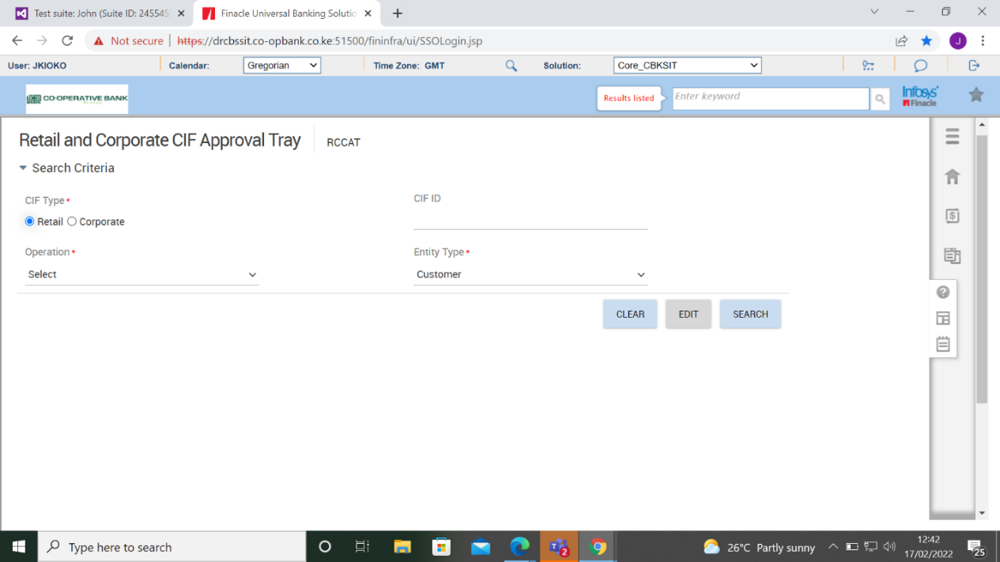 Test suite: John (Suite ID: 245545
Finacle Universal Banking Solutio
Not secure
https://drcbssit.co-opbank.co.ke:51500/fininfra/ui/SSOLogin.jsp
J
User: JKIOKO
Calendar:
Gregorian
Time Zone: GMT
Solution:
Core_CBKSIT
CO-OPERATIVE BANK
Results listed
Enter keyword
Infosys
Finacle
Retail and Corporate CIF Approval Tray
RCCAT
Search Criteria
CIF Type*
CIF ID
Retail
Corporate
Operation*
Entity Type*
Select
Customer
CLEAR
EDIT
SEARCH
Type here to search
2
26°C Partly sunny
12:42
17/02/2022
25